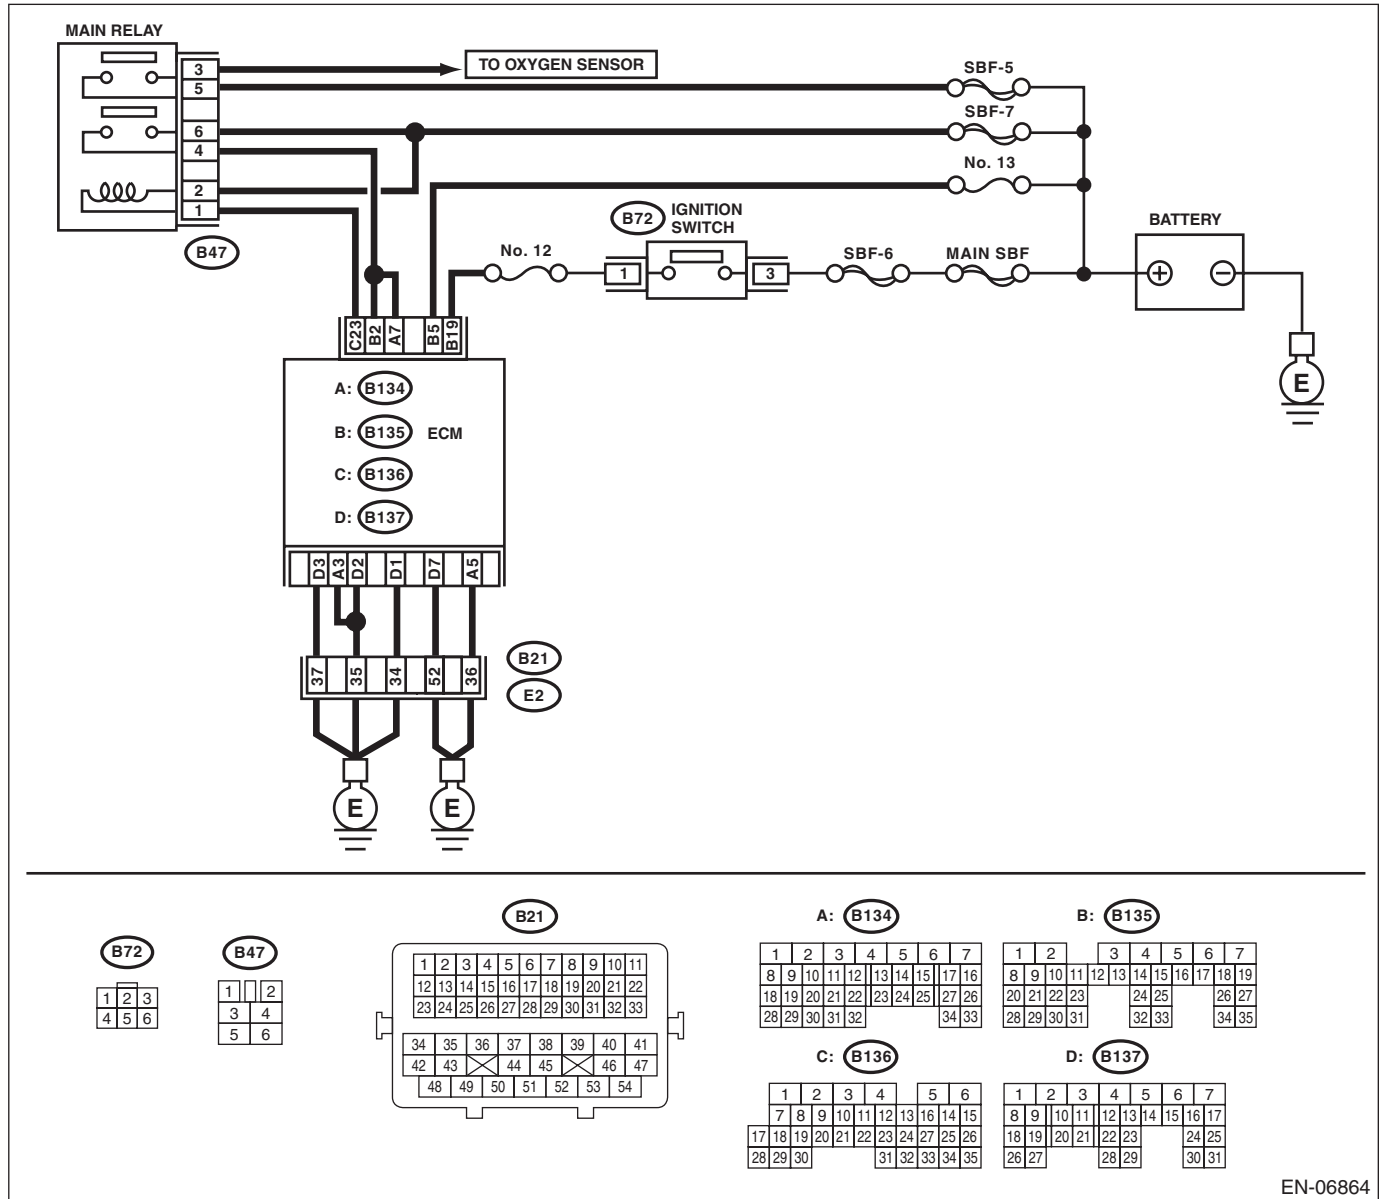 MAIN RELAY
3
5
6
4
2
1
B47
TO OXYGEN SENSOR
SBF-5
SBF-7
No. 13
No. 12
B72
IGNITION
SWITCH
1
3
SBF-6
MAIN SBF
BATTERY
+
−
E
C23 B2 A7 B5 B19
A: B134
B: B135 ECM
C: B136
D: B137
D3 A3 D2 D1 D7 A5
37 35 34 52 36
B21
E2
E E
B72
1 2 3
4 5 6
B47
1 2
3 4
5 6
B21
1 2 3 4 5 6 7 8 9 10 11
12 13 14 15 16 17 18 19 20 21 22
23 24 25 26 27 28 29 30 31 32 33
34 35 36 37 38 39 40 41
42 43 44 45 46 47
48 49 50 51 52 53 54
A: B134
1 2 3 4 5 6 7
8 9 10 11 12 13 14 15 17 16
18 19 20 21 22 23 24 25 27 26
28 29 30 31 32 34 33
B: B135
1 2 3 4 5 6 7
8 9 10 11 12 13 14 15 16 17 18 19
20 21 22 23 24 25 26 27
28 29 30 31 32 33 34 35
C: B136
1 2 3 4 5 6
7 8 9 10 11 12 13 16 14 15
17 18 19 20 21 22 23 24 27 25 26
28 29 30 31 32 33 34 35
D: B137
1 2 3 4 5 6 7
8 9 10 11 12 13 14 15 16 17
18 19 20 21 22 23 24 25
26 27 28 29 30 31
EN-06864